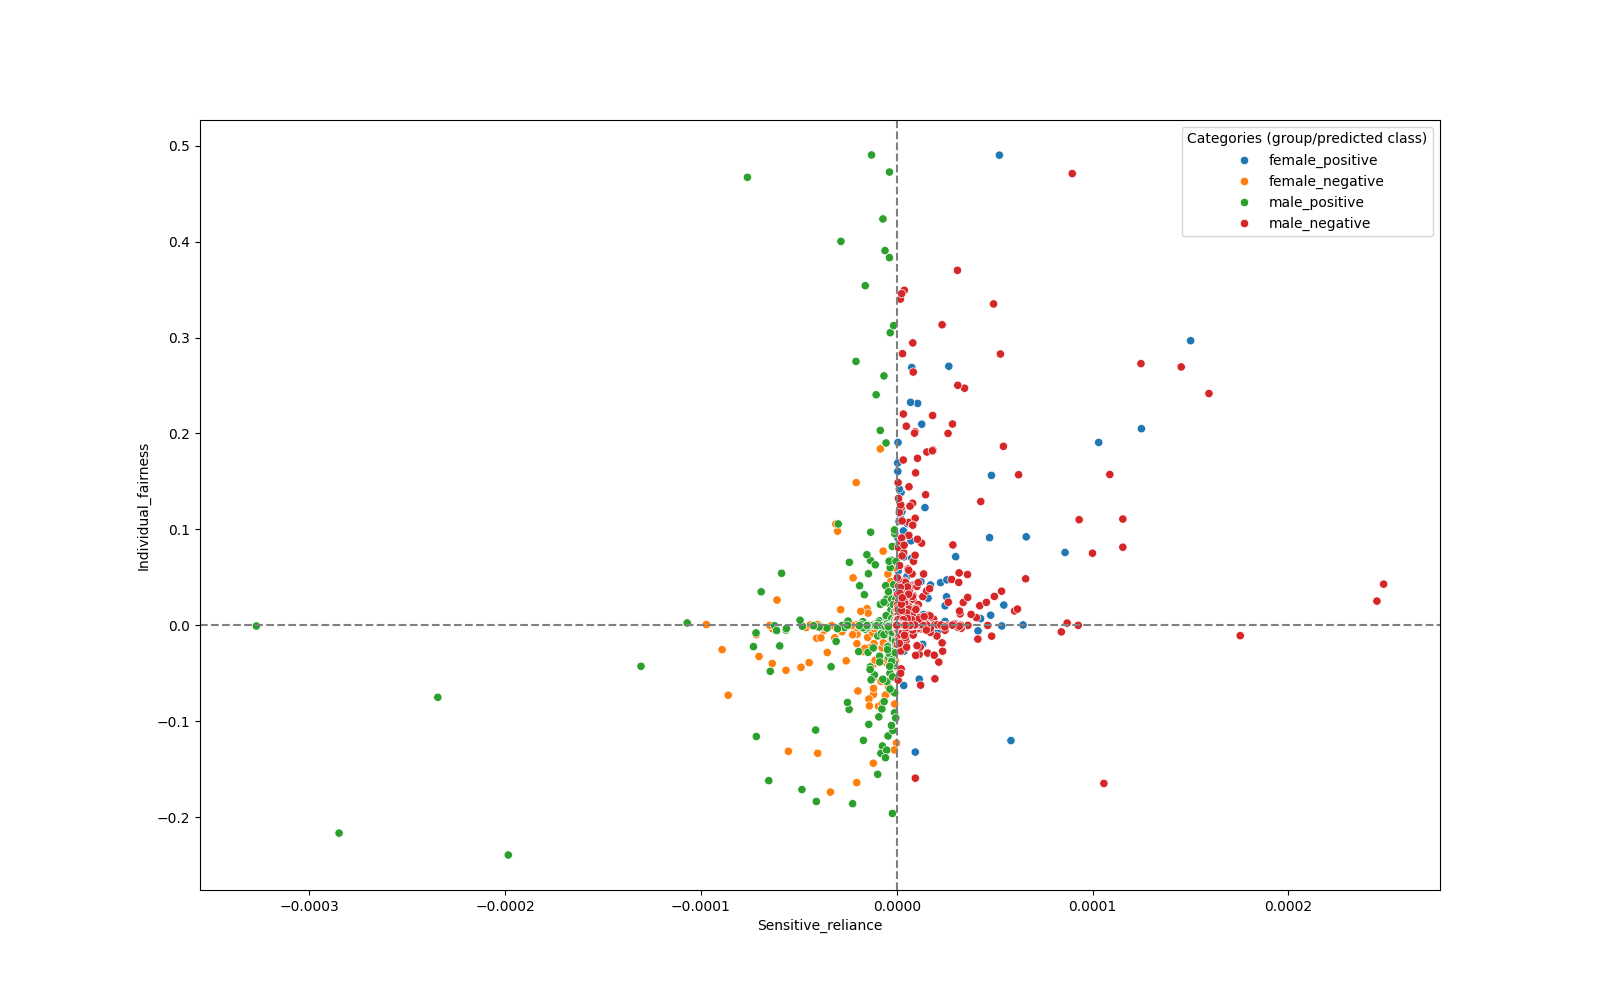 Categories (group/predicted class)
female_positive
female_negative
male_positive
male_negative
0.5
0.4
0.3
0.2
0.1
0.0
−0.1
−0.2
Individual_fairness
−0.0003
−0.0002
−0.0001
0.0000
0.0001
0.0002
Sensitive_reliance